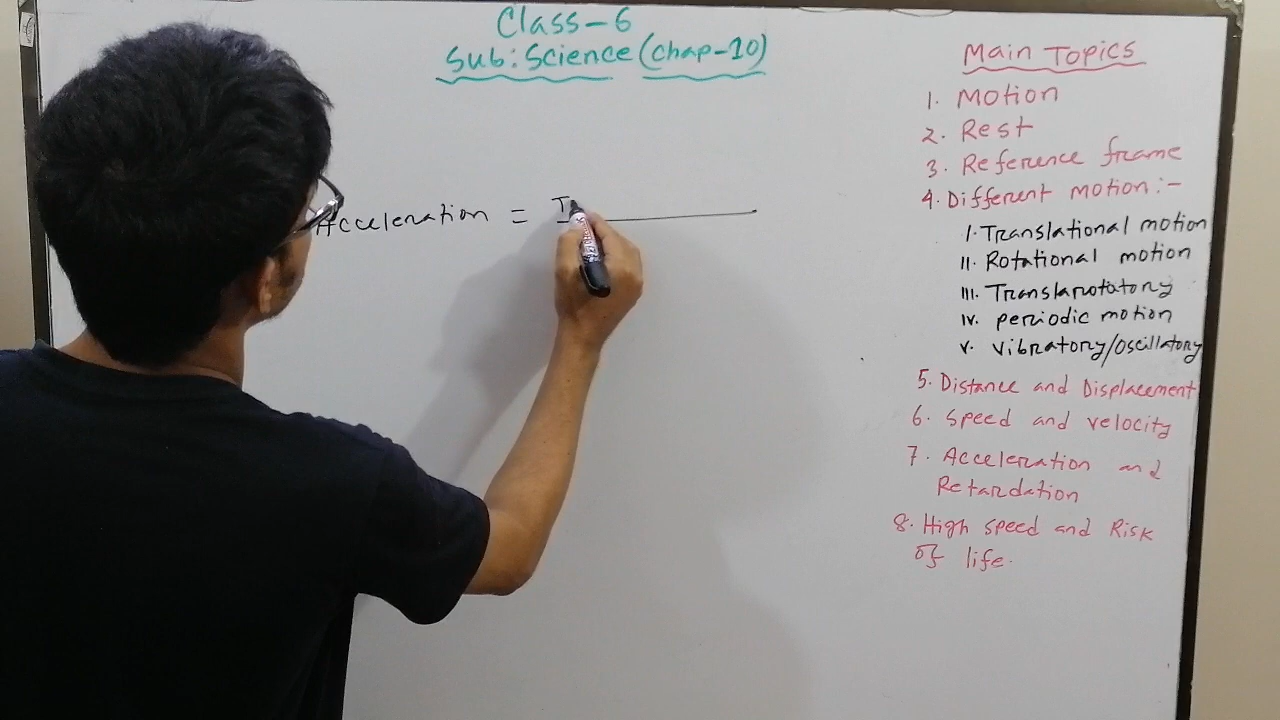 Class-6
Sub: Science (chap-10)
Acceleration = I
Main Topics
1. Motion
2. Rest
3. Reference frame
4. Different motion:-
I. Translational motion
II. Rotational motion
III. Translarotatory
IV. periodic motion
V. vibratory/oscillatory
5. Distance and Displacement
6. Speed and velocity
7. Acceleration and
Retardation
8. High speed and Risk
of life.